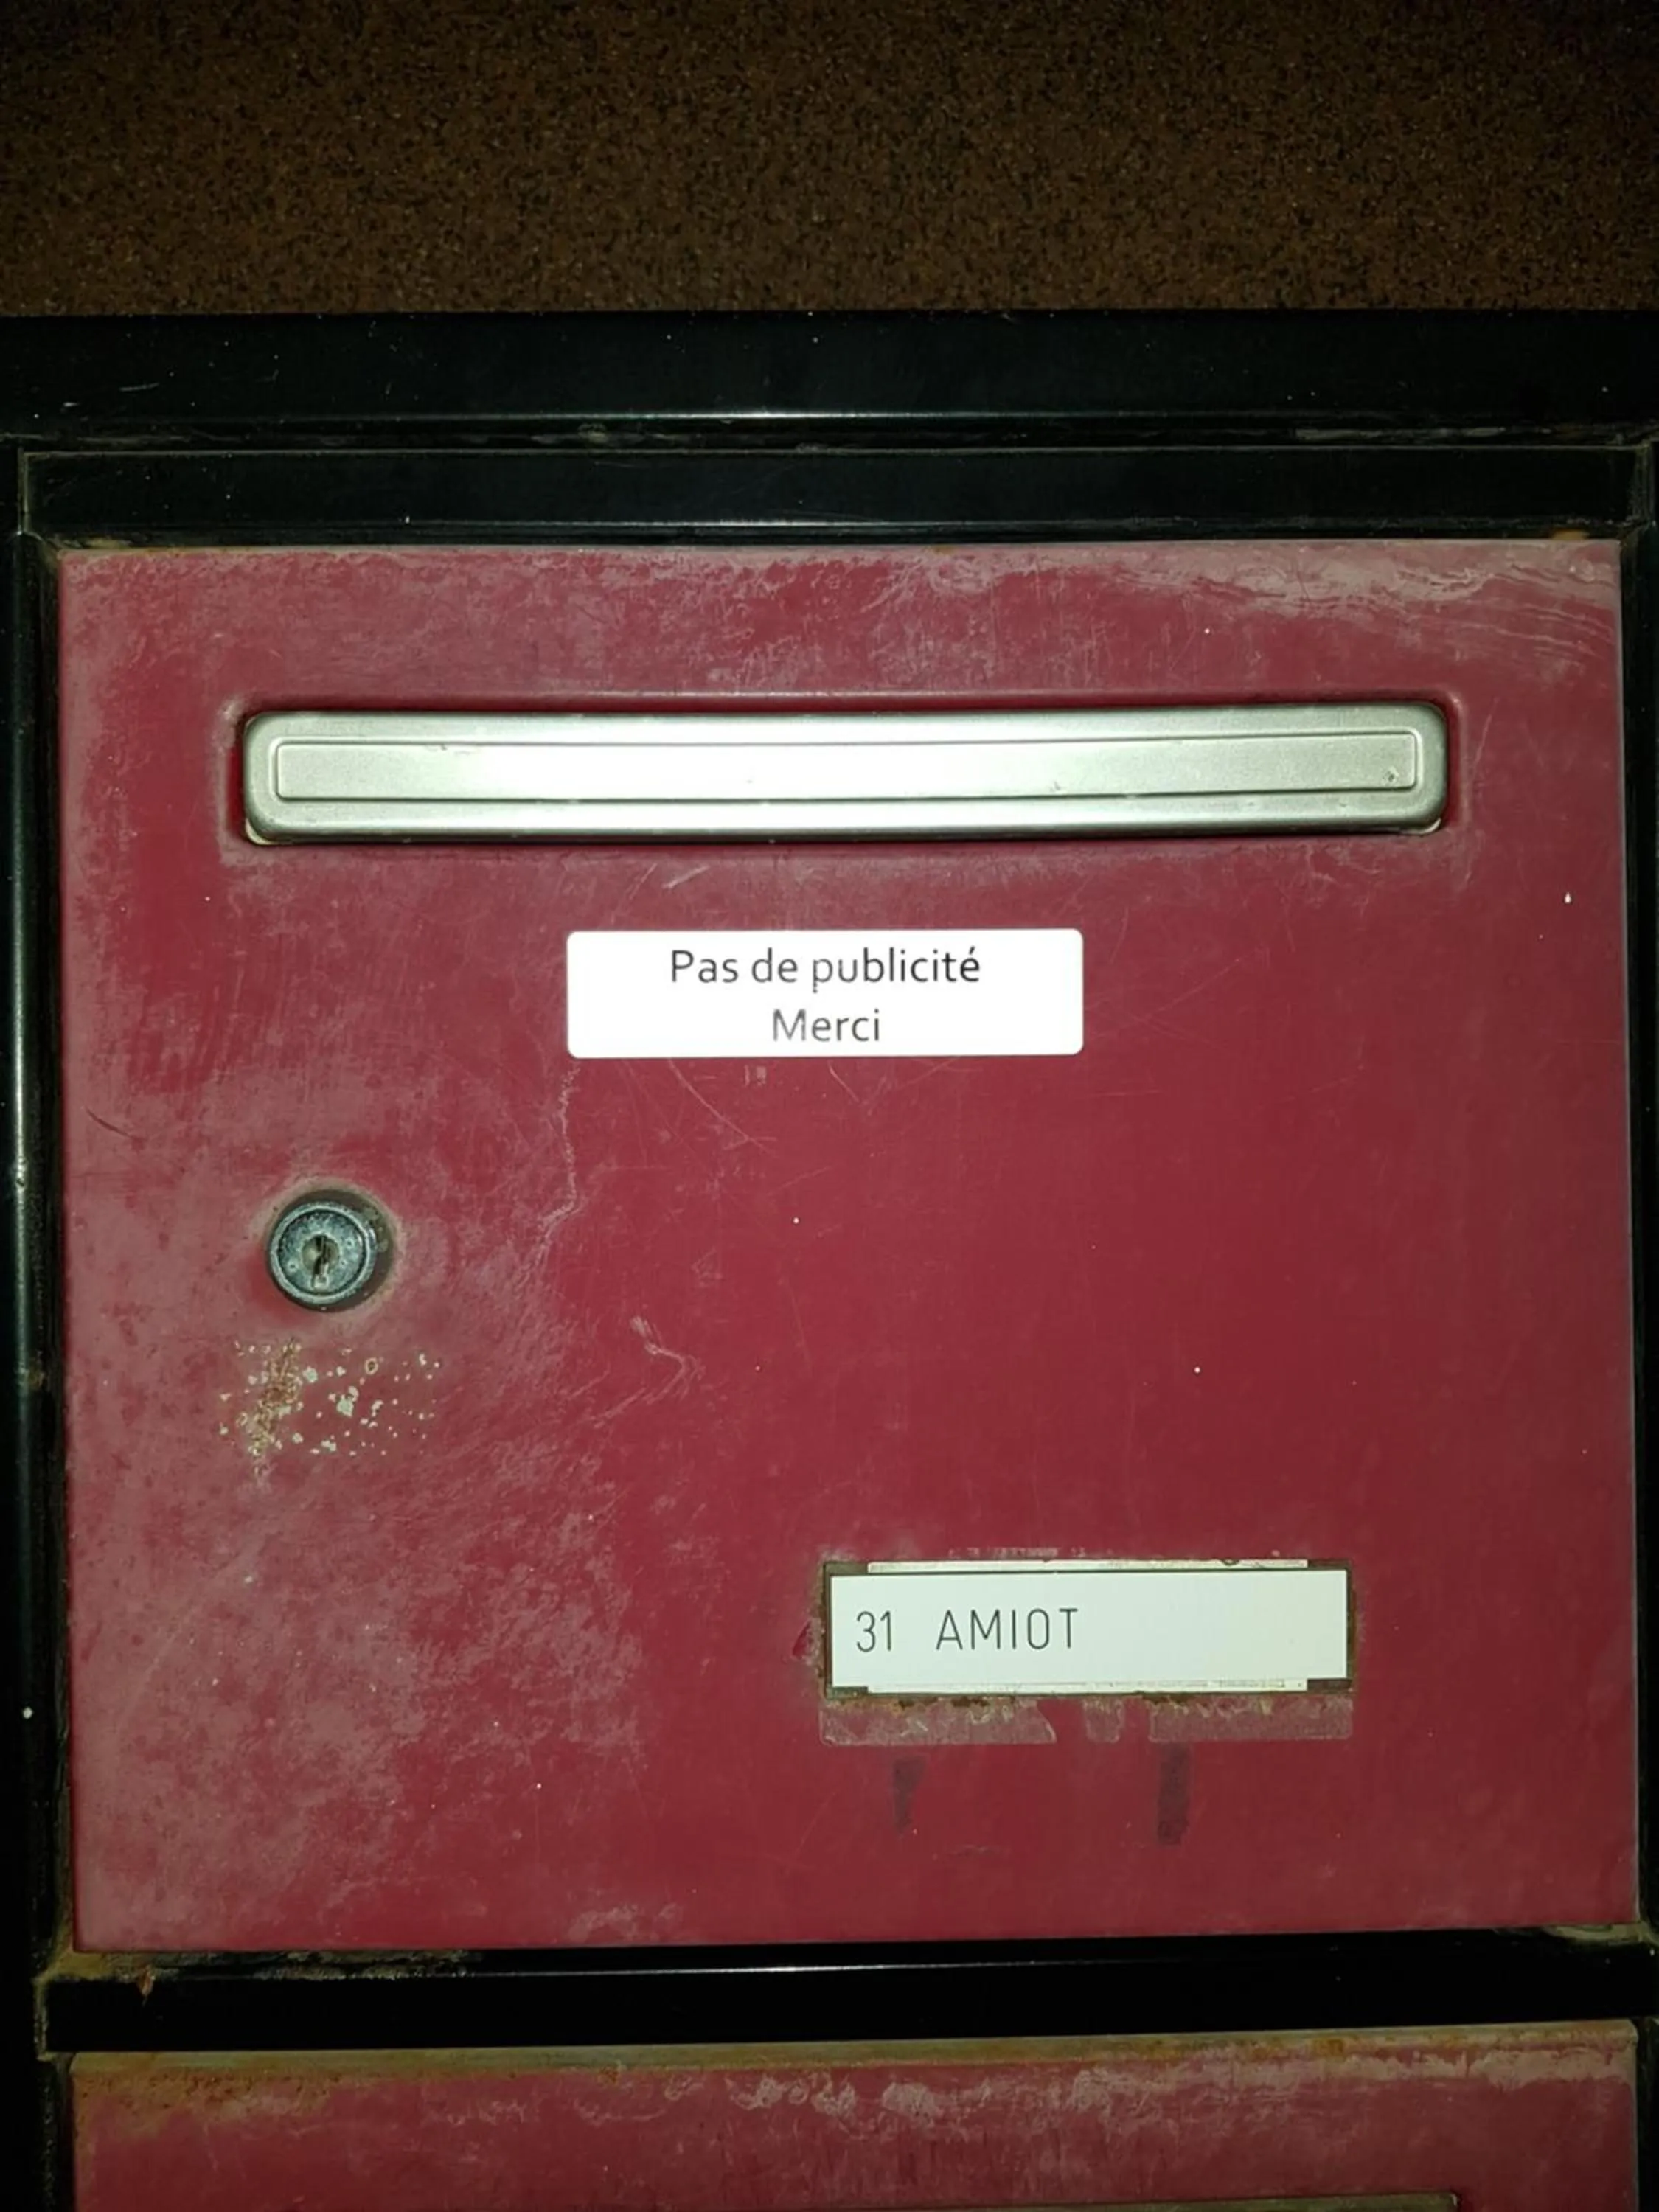 Pas de publicité
Merci
31 AMIOT